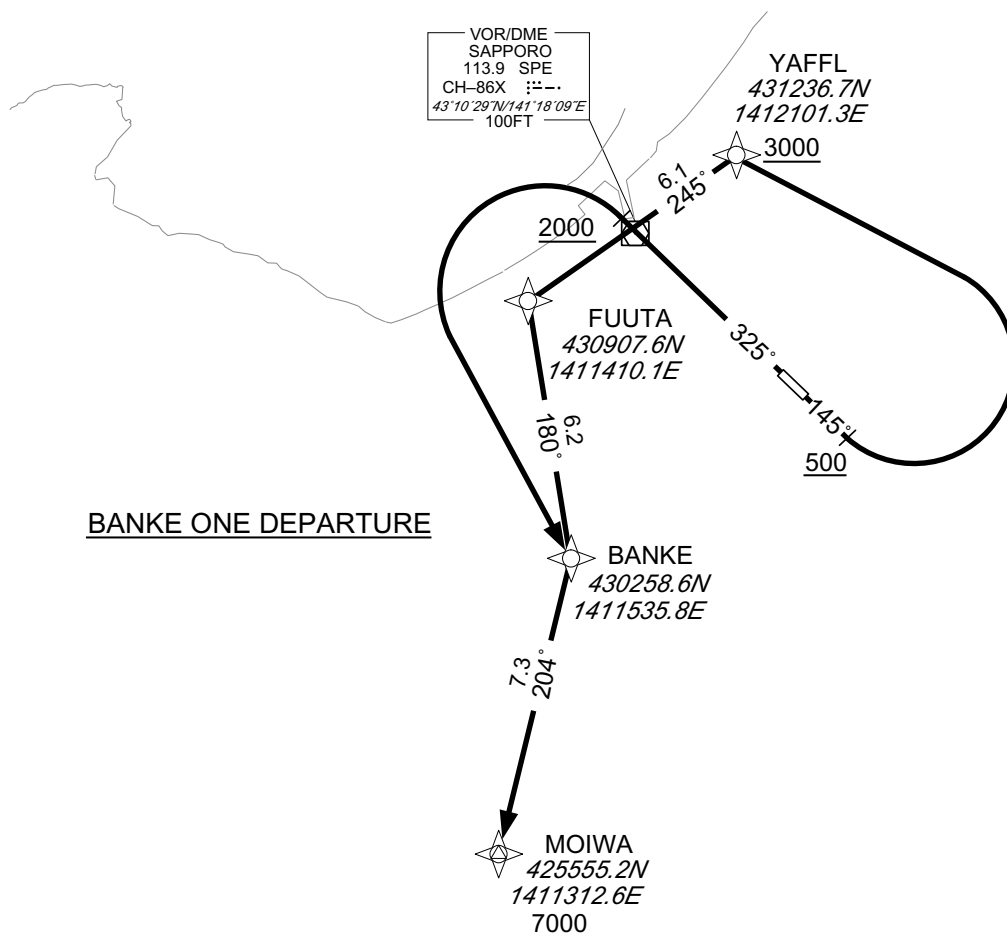 VOR/DME
SAPPORO
113.9 SPE
CH–86X
43°10'29"N/141°18'09"E
100FT
YAFFL
431236.7N
1412101.3E
3000
6.1
245°
2000
FUUTA
430907.6N
1411410.1E
325°
145°
500
6.2
180°
BANKE ONE DEPARTURE
BANKE
430258.6N
1411535.8E
7.3
204°
MOIWA
425555.2N
1411312.6E
7000